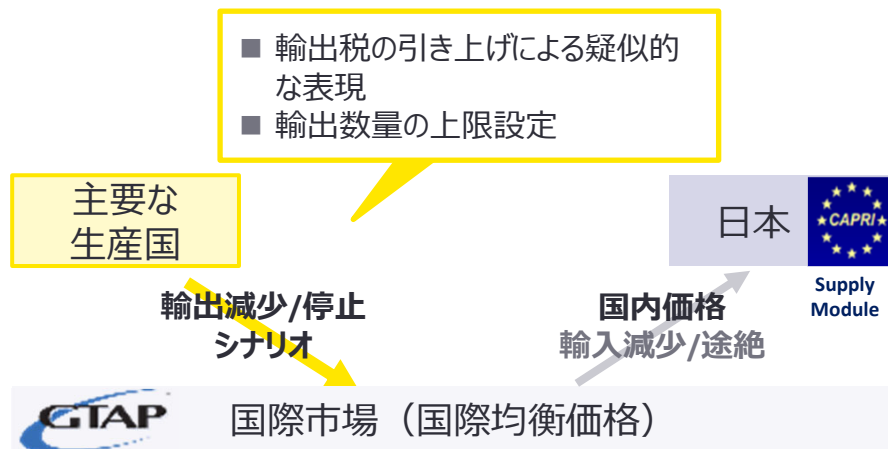 ■ 輸出税の引き上げによる疑似的
な表現
■ 輸出数量の上限設定
主要な
生産国
日本
CAPRI
Supply
Module
輸出減少/停止
シナリオ
国内価格
輸入減少/途絶
GTAP
国際市場（国際均衡価格）